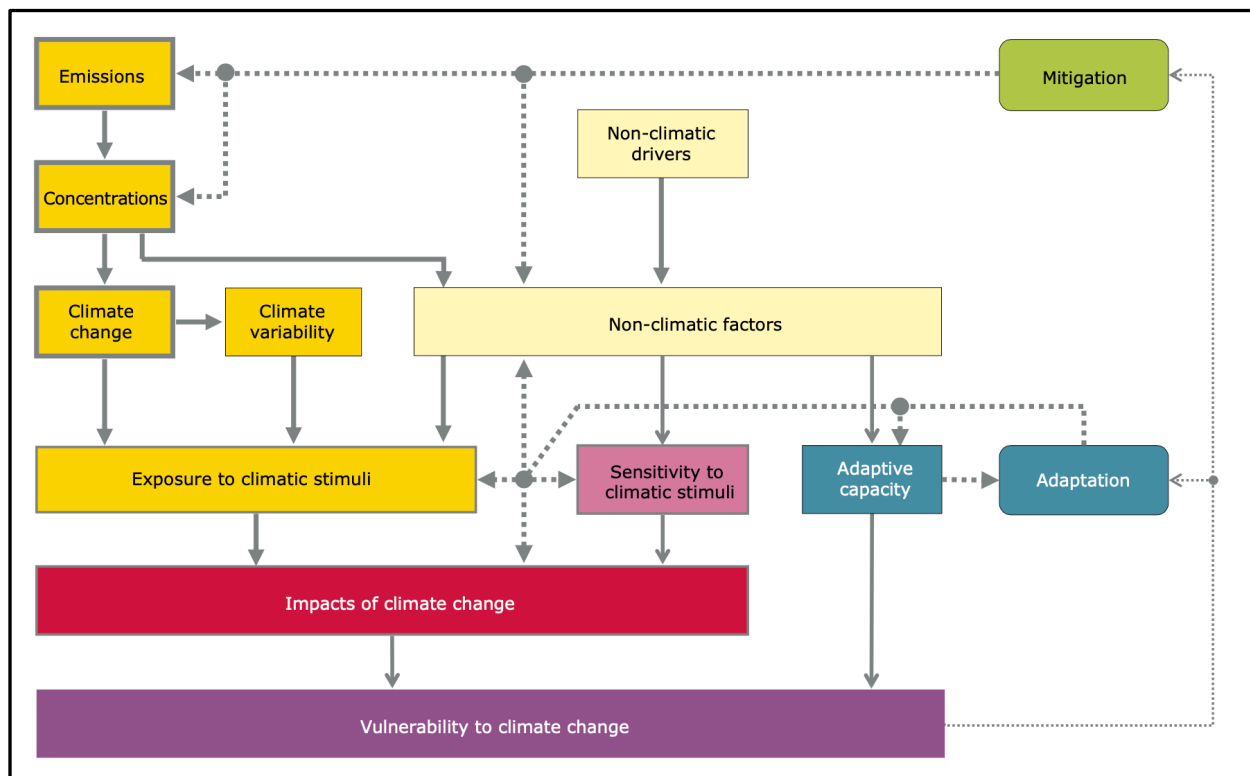 Emissions
Mitigation
Non-climatic
drivers
Concentrations
Climate
change
Climate
variability
Non-climatic factors
Exposure to climatic stimuli
Sensitivity to
climatic stimuli
Adaptive
capacity
Adaptation
Impacts of climate change
Vulnerability to climate change